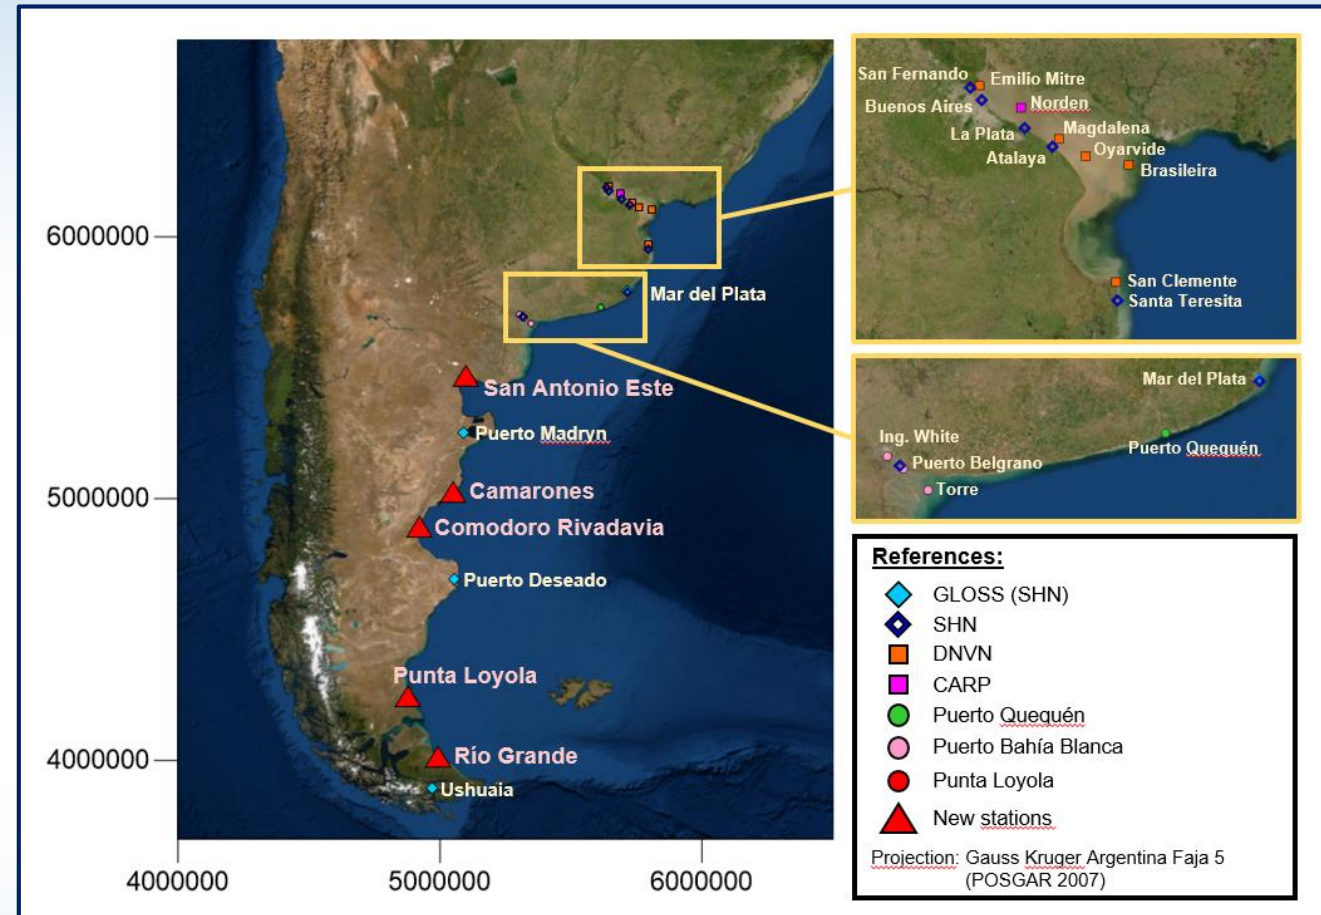 6000000
5000000
4000000
4000000
5000000
6000000
Mar del Plata
San Antonio Este
Puerto Madryn
Camarones
Comodoro Rivadavia
Puerto Deseado
Punta Loyola
Río Grande
Ushuaia
San Fernando
Emilio Mitre
Buenos Aires
Norden
La Plata
Magdalena
Atalaya
Oyarvide
Brasileira
San Clemente
Santa Teresita
Mar del Plata
Ing. White
Puerto Quequén
Puerto Belgrano
Torre
References:
GLOSS (SHN)
SHN
DNVN
CARP
Puerto Quequén
Puerto Bahía Blanca
Punta Loyola
New stations
Projection: Gauss Kruger Argentina Faja 5
(POSGAR 2007)